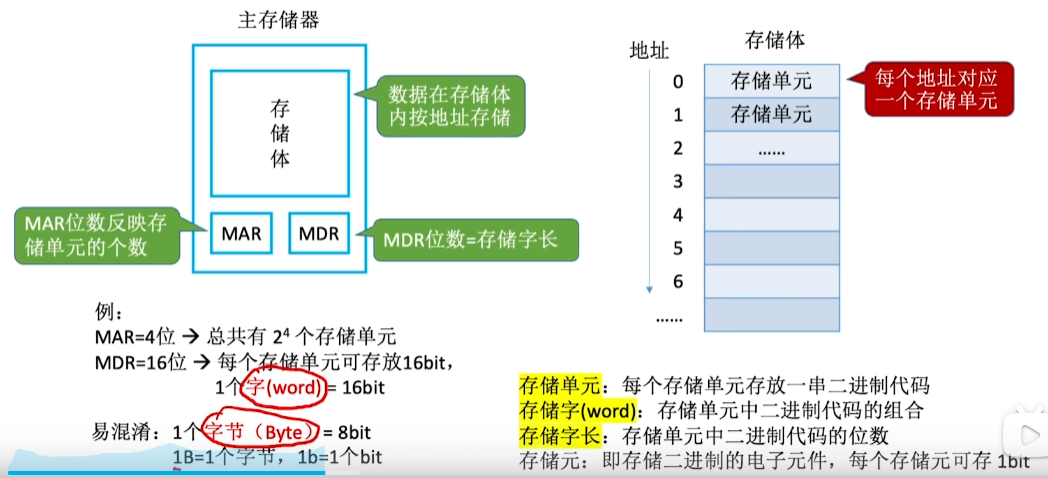 主存储器
存
储
体
数据在存储体
内按地址存储
MAR位数反映存
储单元的个数
MAR
MDR
MDR位数=存储字长
例：
MAR=4位 → 总共有 2⁴ 个存储单元
MDR=16位 → 每个存储单元可存放16bit，
1个字(word) = 16bit
易混淆：1个字节（Byte）= 8bit
1B=1个字节，1b=1个bit
存储体
地址
0 存储单元
1 存储单元
2 ……
3
4
5
6
……
每个地址对应
一个存储单元
存储单元：每个存储单元存放一串二进制代码
存储字(word)：存储单元中二进制代码的组合
存储字长：存储单元中二进制代码的位数
存储元：即存储二进制的电子元件，每个存储元可存 1bit